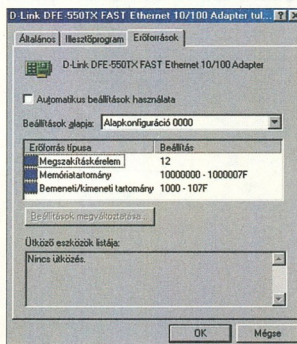 D-Link DFE-550TX FAST Ethernet 10/100 Adapter tul...
Általános Illesztőprogram Erőforrások
D-Link DFE-550TX FAST Ethernet 10/100 Adapter
Automatikus beállítások használata
Beállítások alapja: Alapkonfiguráció 0000
Erőforrás típusa Beállítás
Megszakításkérelem 12
Memóriatartomány 10000000 - 1000007F
Bemeneti/kimeneti tartomány 1000 - 107F
Beállítások megváltoztatása...
Ütköző eszközök listája:
Nincs ütközés.
OK Mégse